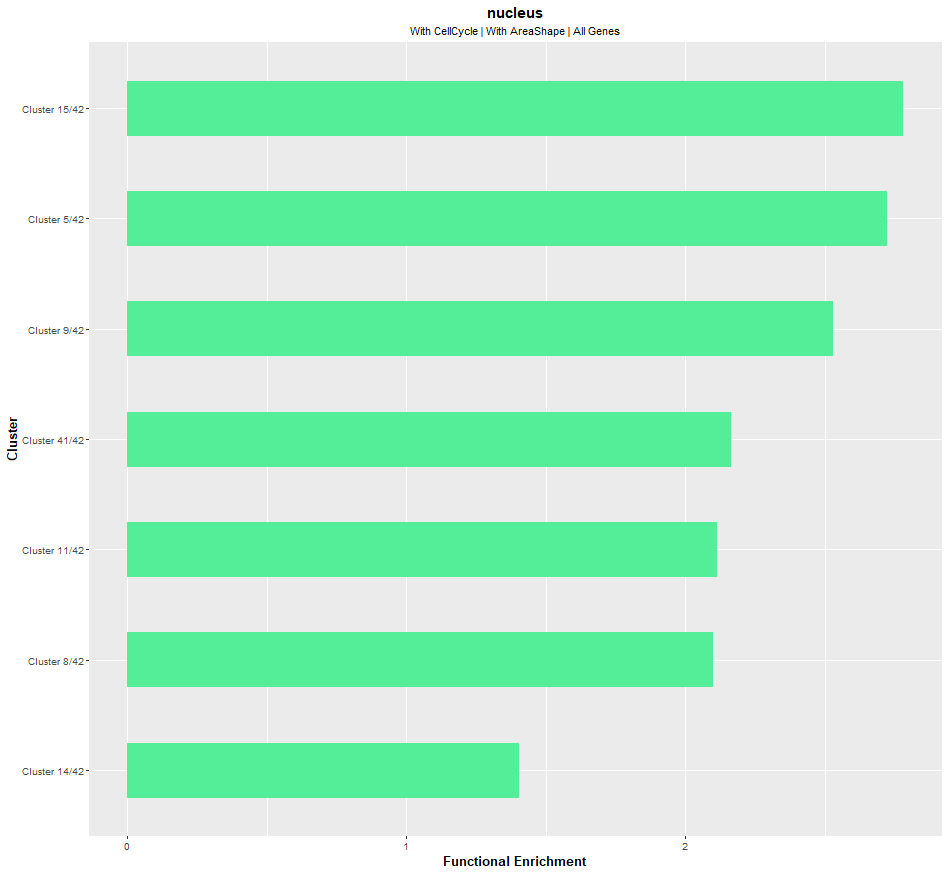 nucleus
With CellCycle | With AreaShape | All Genes
Cluster
Cluster 15/42
Cluster 5/42
Cluster 9/42
Cluster 41/42
Cluster 11/42
Cluster 8/42
Cluster 14/42
0 1 2
Functional Enrichment